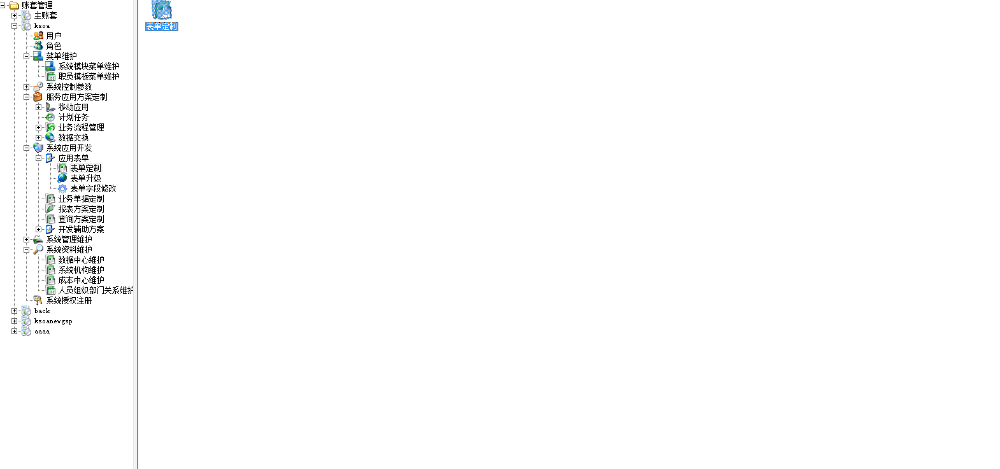 账套管理
表单定制
主账套
ksoa
用户
角色
菜单维护
系统模块菜单维护
职员模板菜单维护
系统控制参数
服务应用方案定制
移动应用
计划任务
业务流程管理
数据交换
系统应用开发
应用表单
表单定制
表单升级
表单字段修改
业务单据定制
报表方案定制
查询方案定制
开发辅助方案
系统管理维护
系统资料维护
数据中心维护
系统机构维护
成本中心维护
人员组织部门关系维护
系统授权注册
back
ksoanewgsp
aaaa